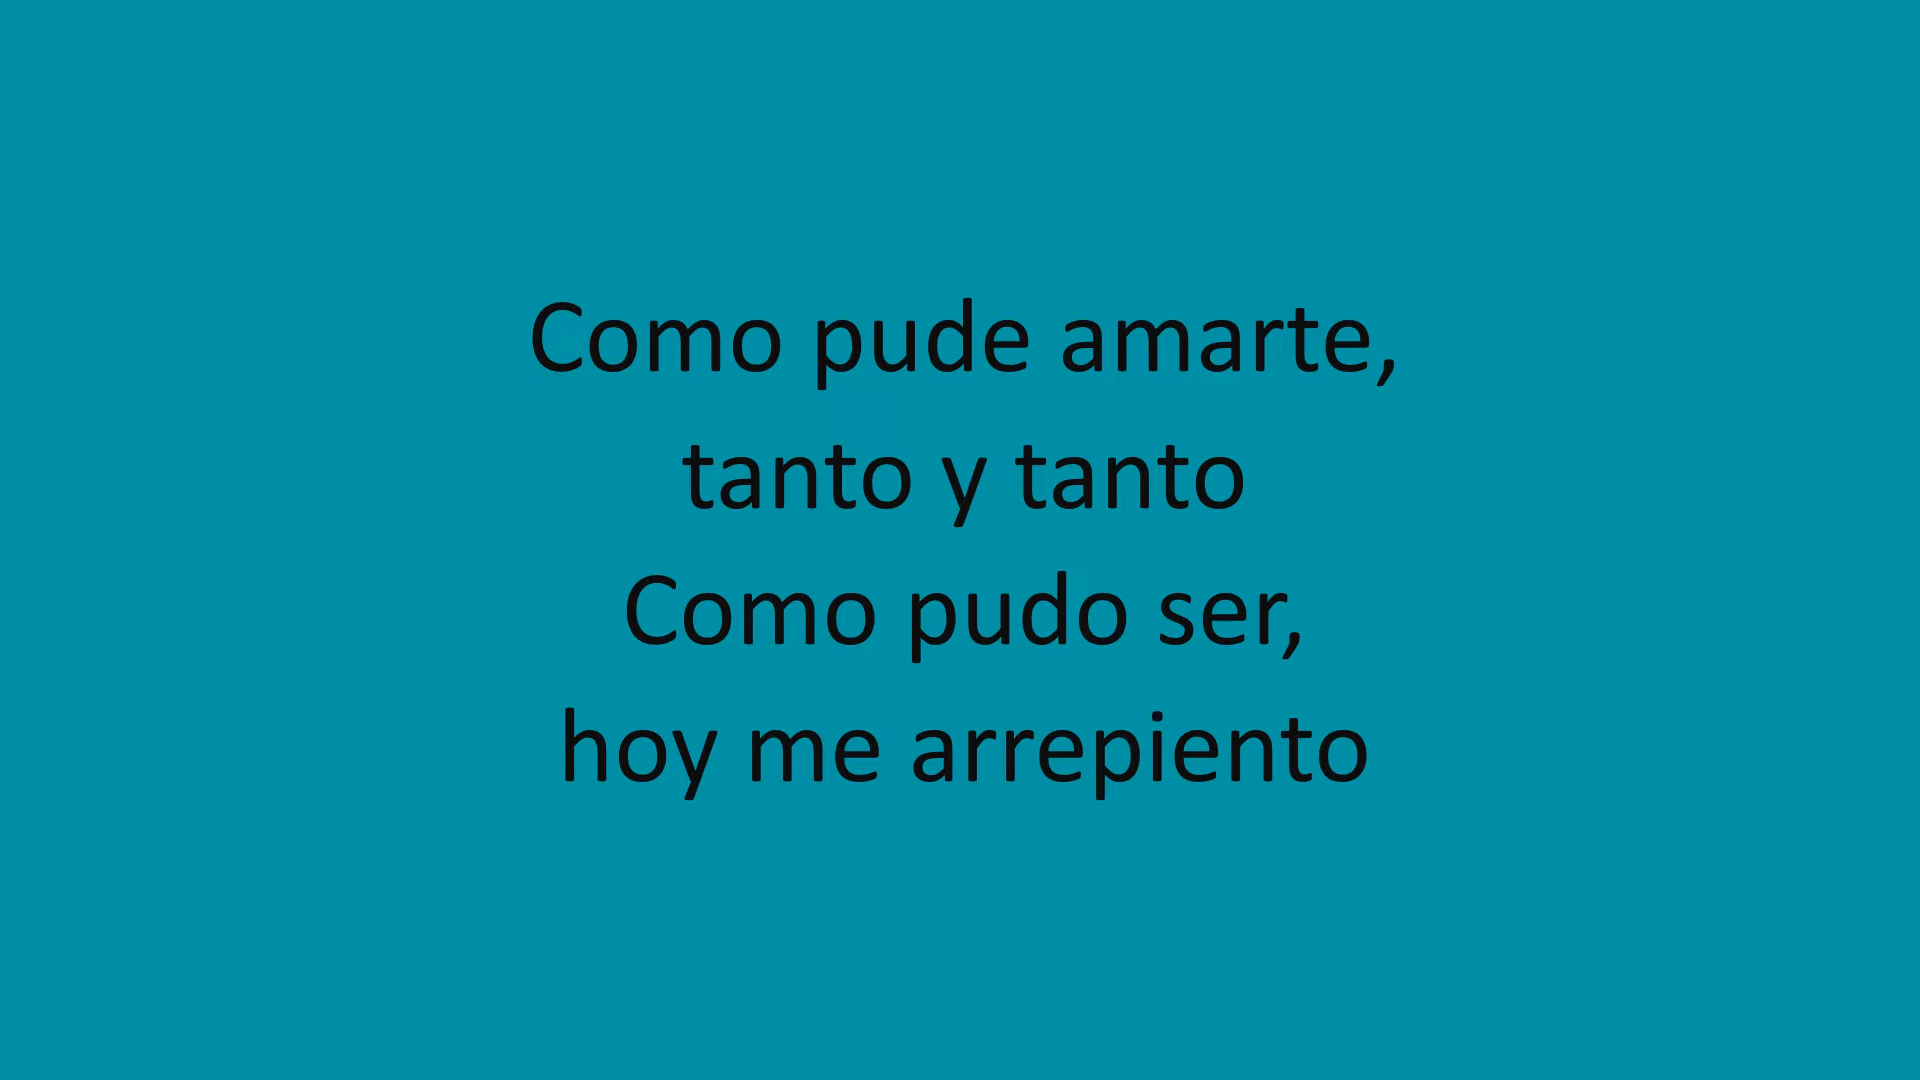 Como pude amarte,
tanto y tanto
Como pudo ser,
hoy me arrepiento